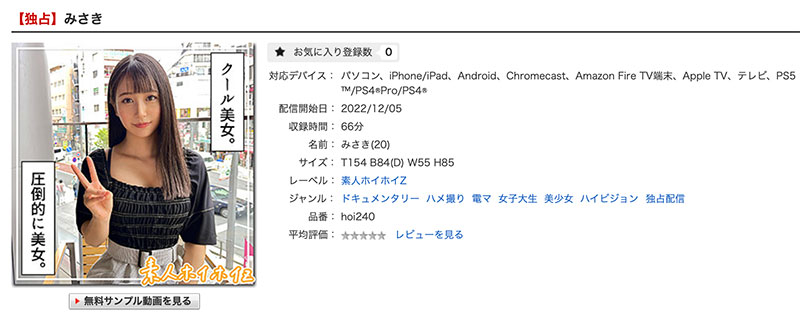 【独占】みさき
クール美女。
圧倒的に美女。
素人ホイホイZ
無料サンプル動画を見る
お気に入り登録数 0
対応デバイス： パソコン、iPhone/iPad、Android、Chromecast、Amazon Fire TV端末、Apple TV、テレビ、PS5
™/PS4®Pro/PS4®
配信開始日： 2022/12/05
収録時間： 66分
名前： みさき(20)
サイズ： T154 B84(D) W55 H85
レーベル： 素人ホイホイZ
ジャンル： ドキュメンタリー ハメ撮り 電マ 女子大生 美少女 ハイビジョン 独占配信
品番： hoi240
平均評価： ★★★★★ レビューを見る